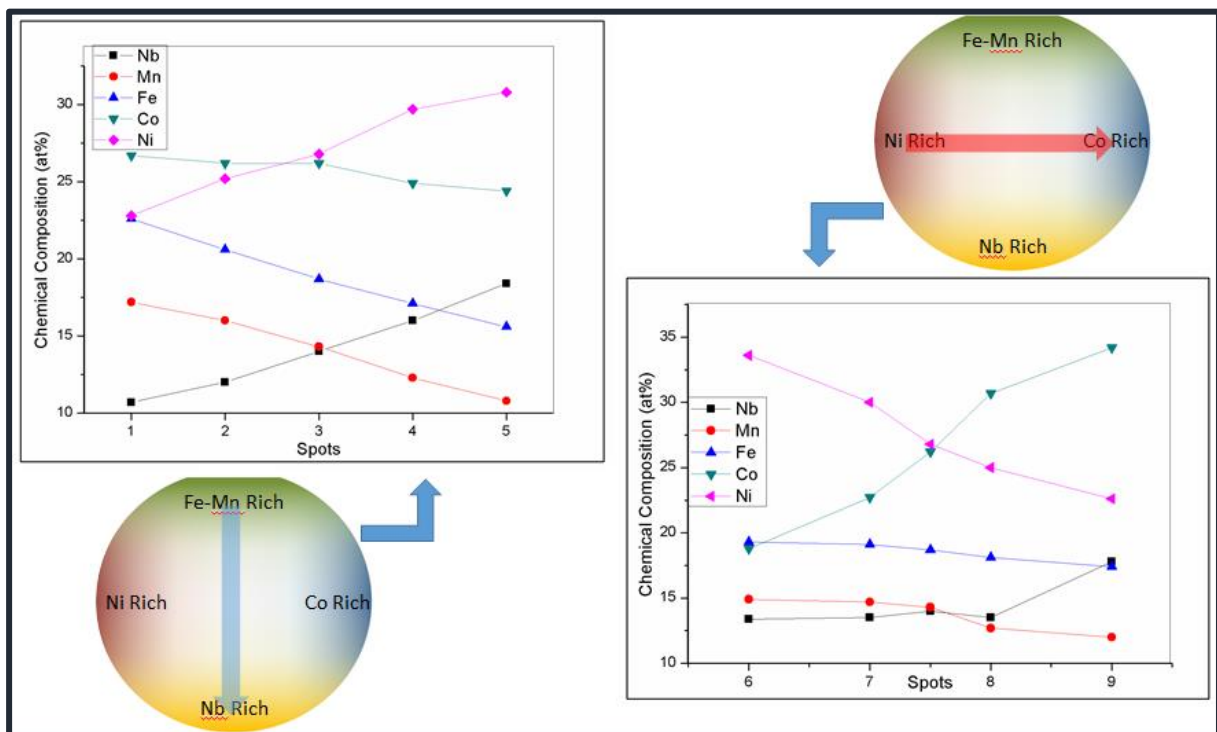 Nb
Mn
Fe
Co
Ni
Chemical Composition (at%)
30
25
20
15
10
1 2 3 4 5
Spots
Fe-Mn Rich
Ni Rich
Co Rich
Nb Rich
Fe-Mn Rich
Ni Rich
Co Rich
Nb Rich
Chemical Composition (at%)
35
30
25
20
15
10
Nb
Mn
Fe
Co
Ni
6 7 8 9
Spots